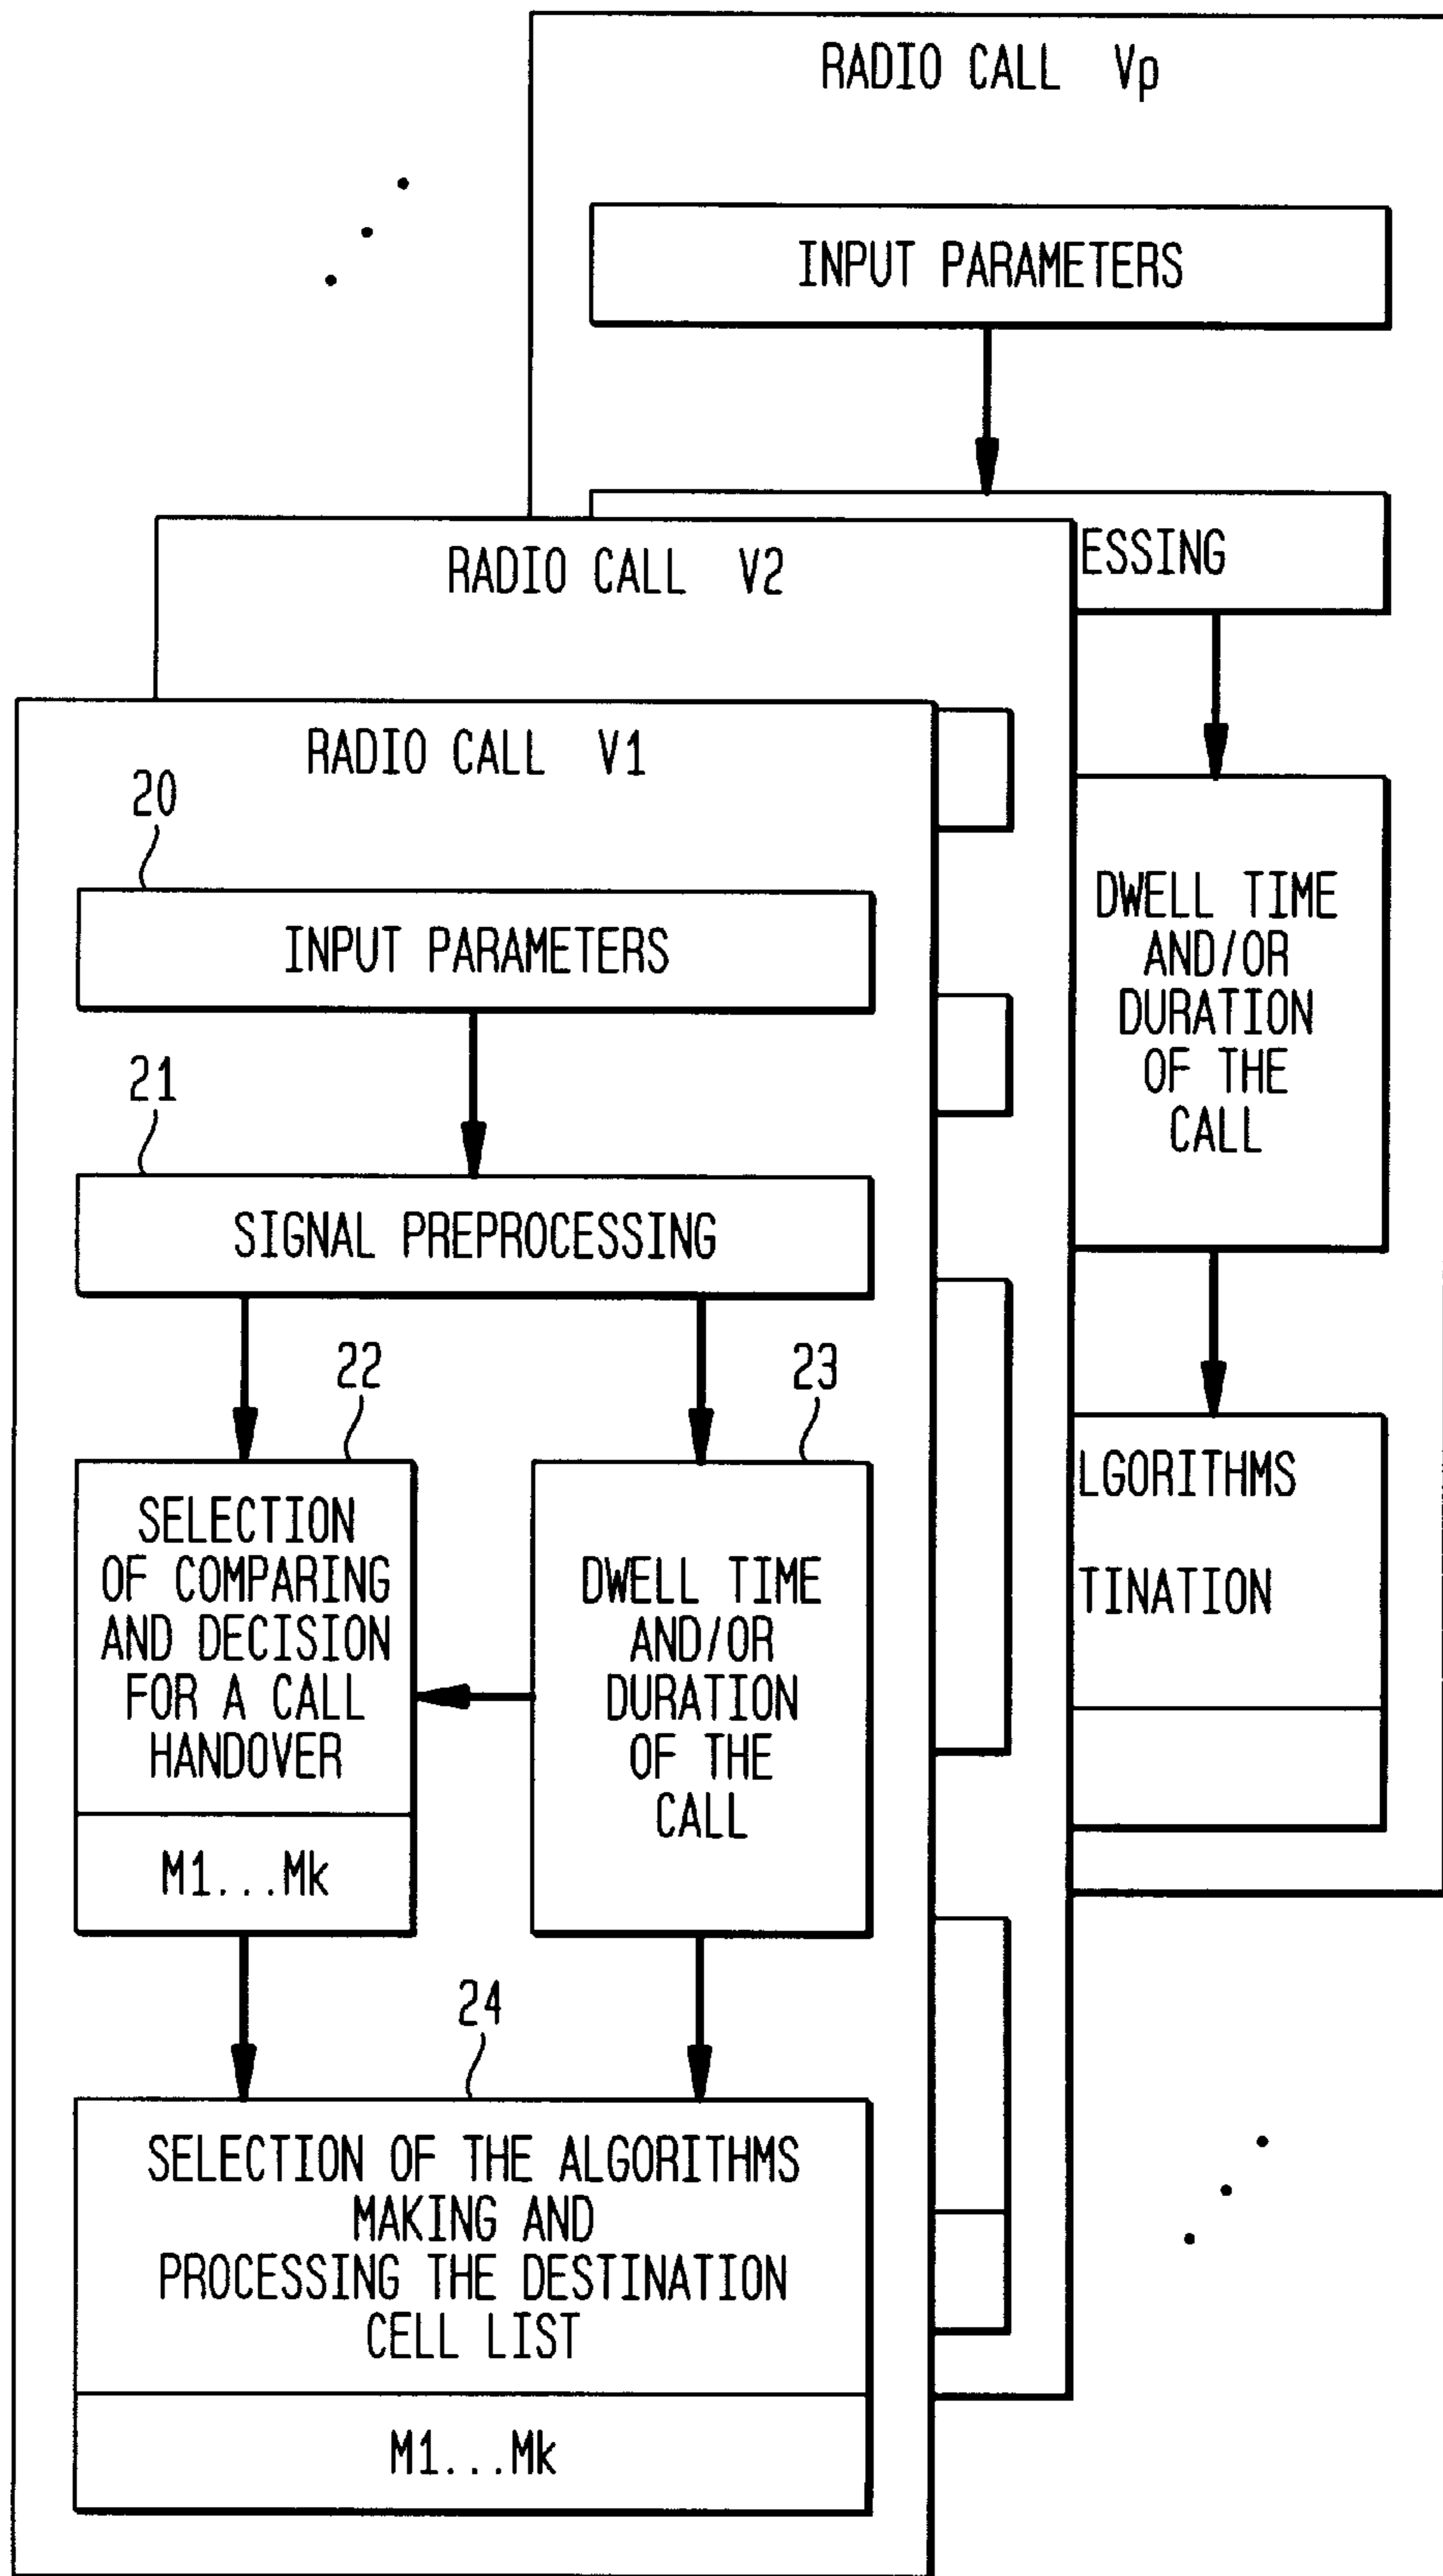 RADIO CALL Vp
INPUT PARAMETERS
ESSING
DWELL TIME
AND/OR
DURATION
OF THE
CALL
LGORITHMS
TINATION
RADIO CALL V2
RADIO CALL V1
20
INPUT PARAMETERS
21
SIGNAL PREPROCESSING
22
SELECTION
OF COMPARING
AND DECISION
FOR A CALL
HANDOVER
M1...Mk
23
DWELL TIME
AND/OR
DURATION
OF THE
CALL
24
SELECTION OF THE ALGORITHMS
MAKING AND
PROCESSING THE DESTINATION
CELL LIST
M1...Mk